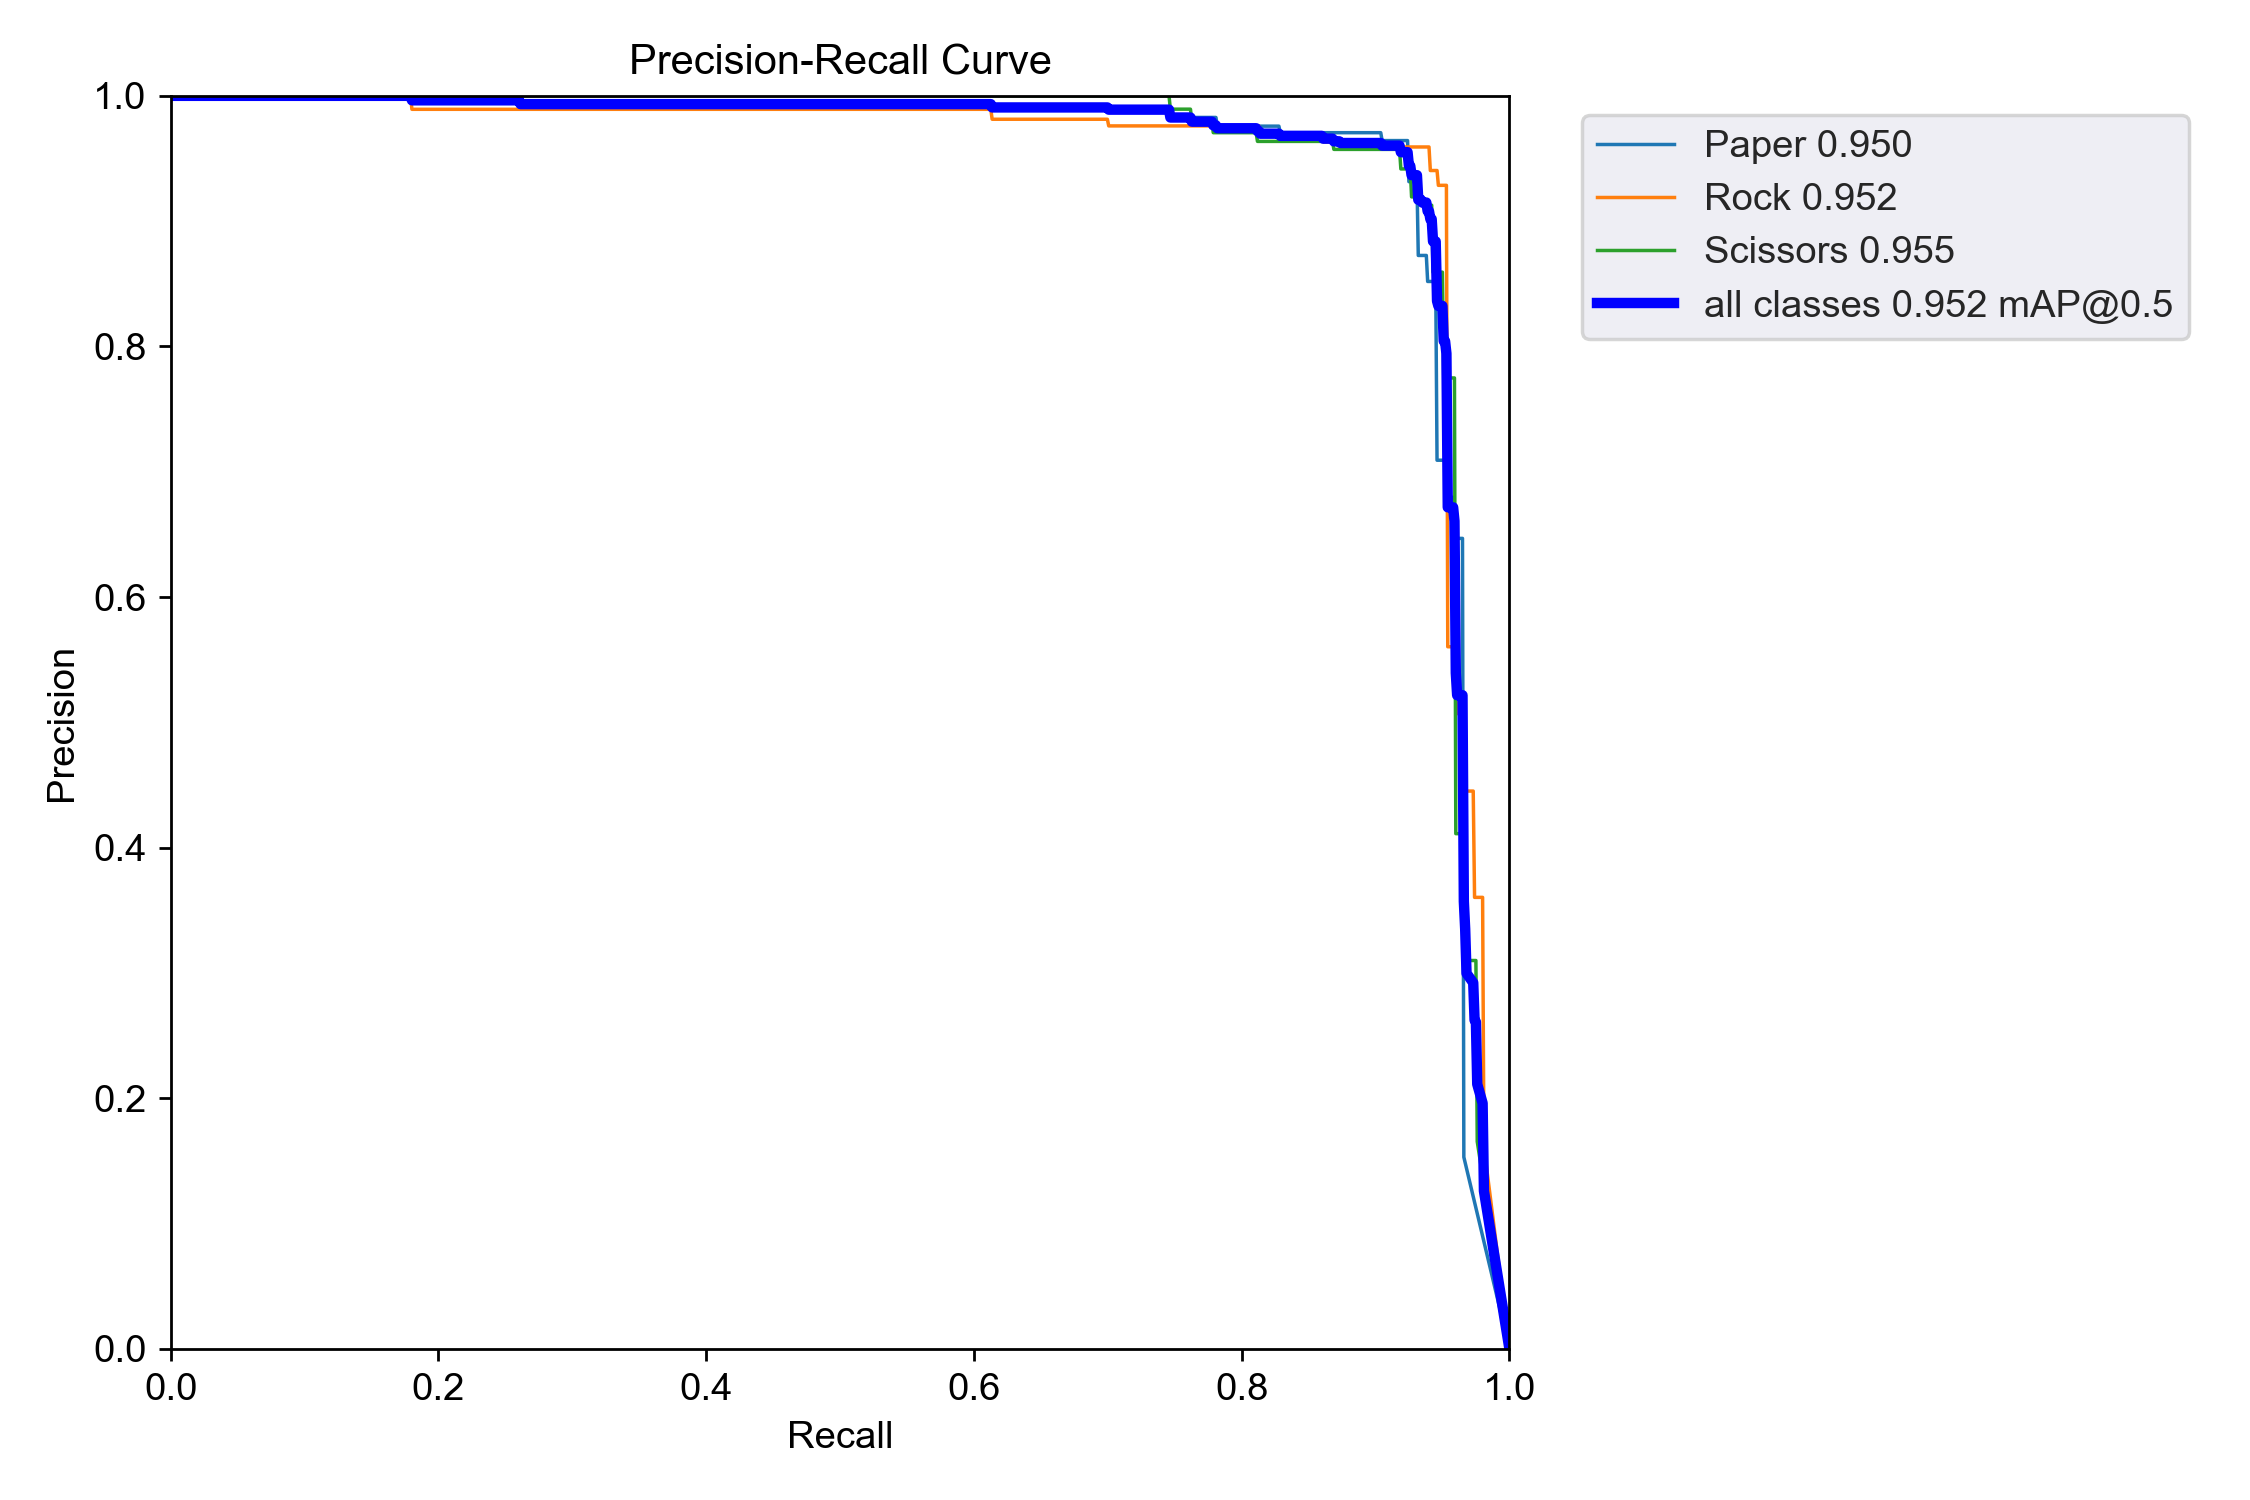 Precision-Recall Curve
1.0
0.8
0.6
0.4
0.2
0.0
Precision
0.0 0.2 0.4 0.6 0.8 1.0
Recall
Paper 0.950
Rock 0.952
Scissors 0.955
all classes 0.952 mAP@0.5